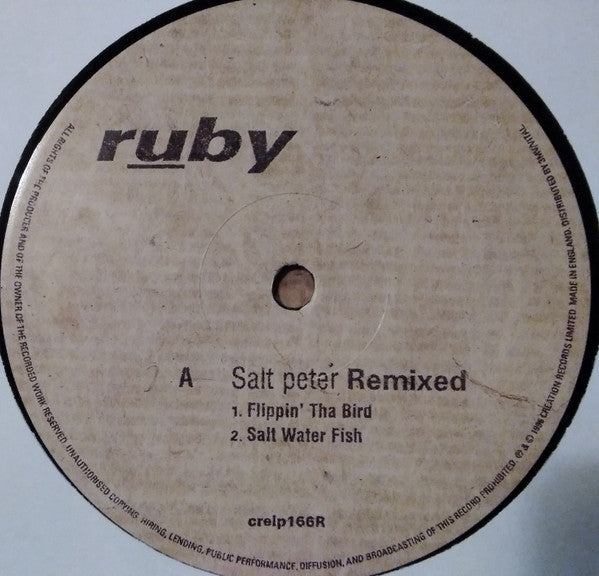 ruby
A Salt peter Remixed
1. Flippin' Tha Bird
2. Salt Water Fish
crelp166R
ALL RIGHTS OF THE PRODUCER AND OF THE OWNER OF THE RECORDED WORK RESERVED. UNAUTHORISED COPYING, HIRING, LENDING, PUBLIC PERFORMANCE, DIFFUSION, AND BROADCASTING OF THIS RECORD PROHIBITED. ℗ & © 1996 CREATION RECORDS LIMITED. MADE IN ENGLAND. DISTRIBUTED BY 3MV/VITAL